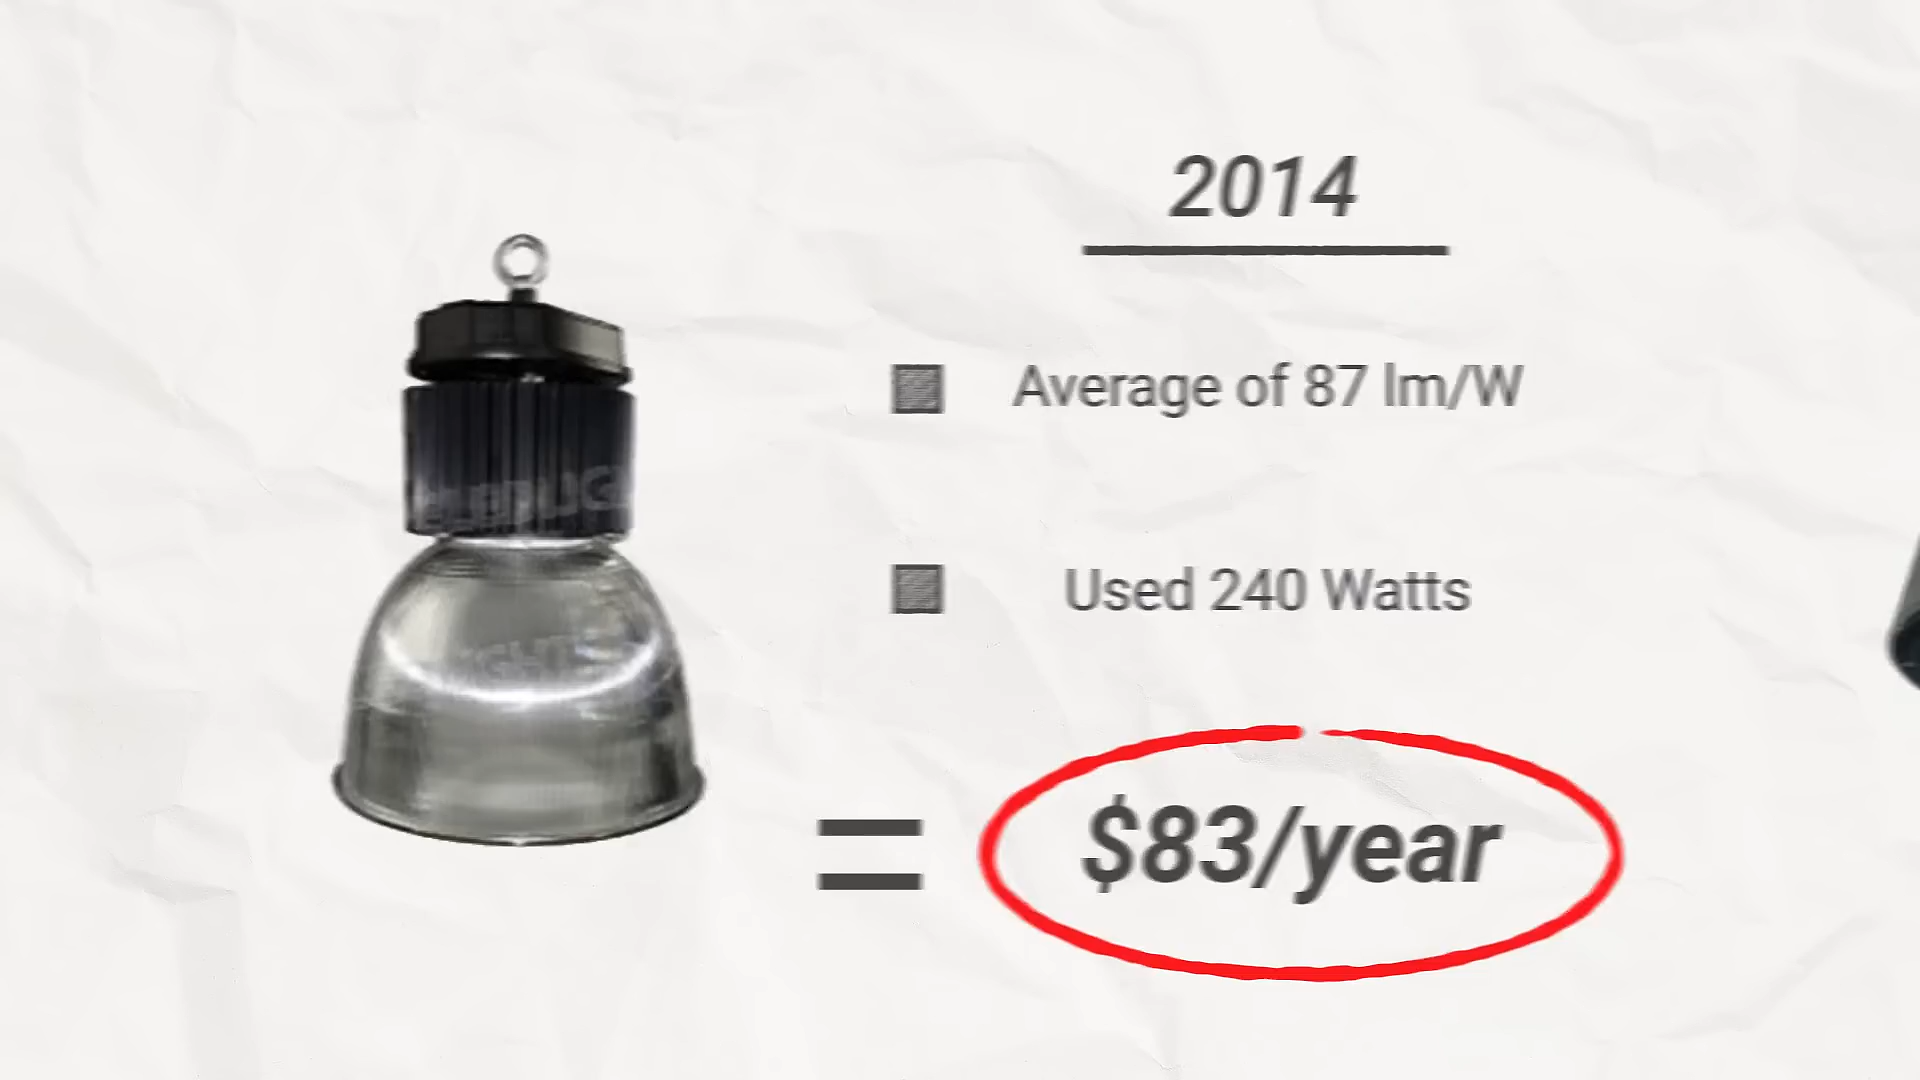 2014
Average of 87 lm/W
Used 240 Watts
= $83/year